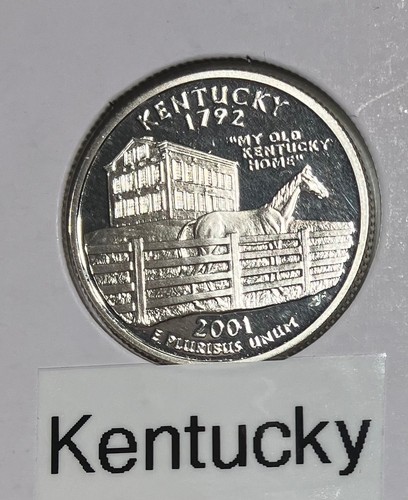 KENTUCKY
1792
"MY OLD
KENTUCKY
HOME"
2001
E PLURIBUS UNUM
Kentucky